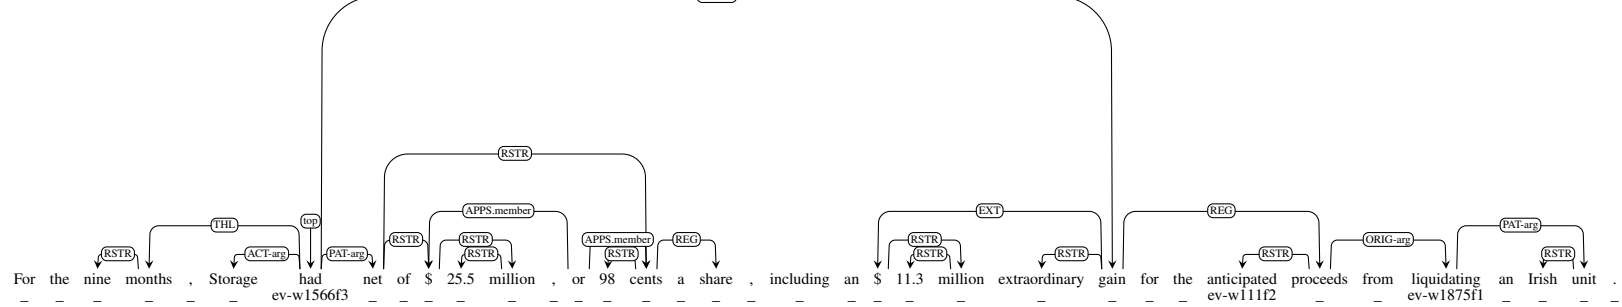 RSTR
THL
top
RSTR
ACT-arg
PAT-arg
RSTR
APPS.member
RSTR
RSTR
APPS.member
RSTR
REG
EXT
RSTR
RSTR
RSTR
REG
RSTR
ORIG-arg
PAT-arg
RSTR
For the nine months , Storage had net of $ 25.5 million , or 98 cents a share , including an $ 11.3 million extraordinary gain for the anticipated proceeds from liquidating an Irish unit .
_ _ _ _ _ _ ev-w1566f3 _ _ _ _ _ _ _ _ _ _ _ _ _ _ _ _ _ _ _ _ _ ev-w111f2 _ _ ev-w1875f1 _ _ _ _